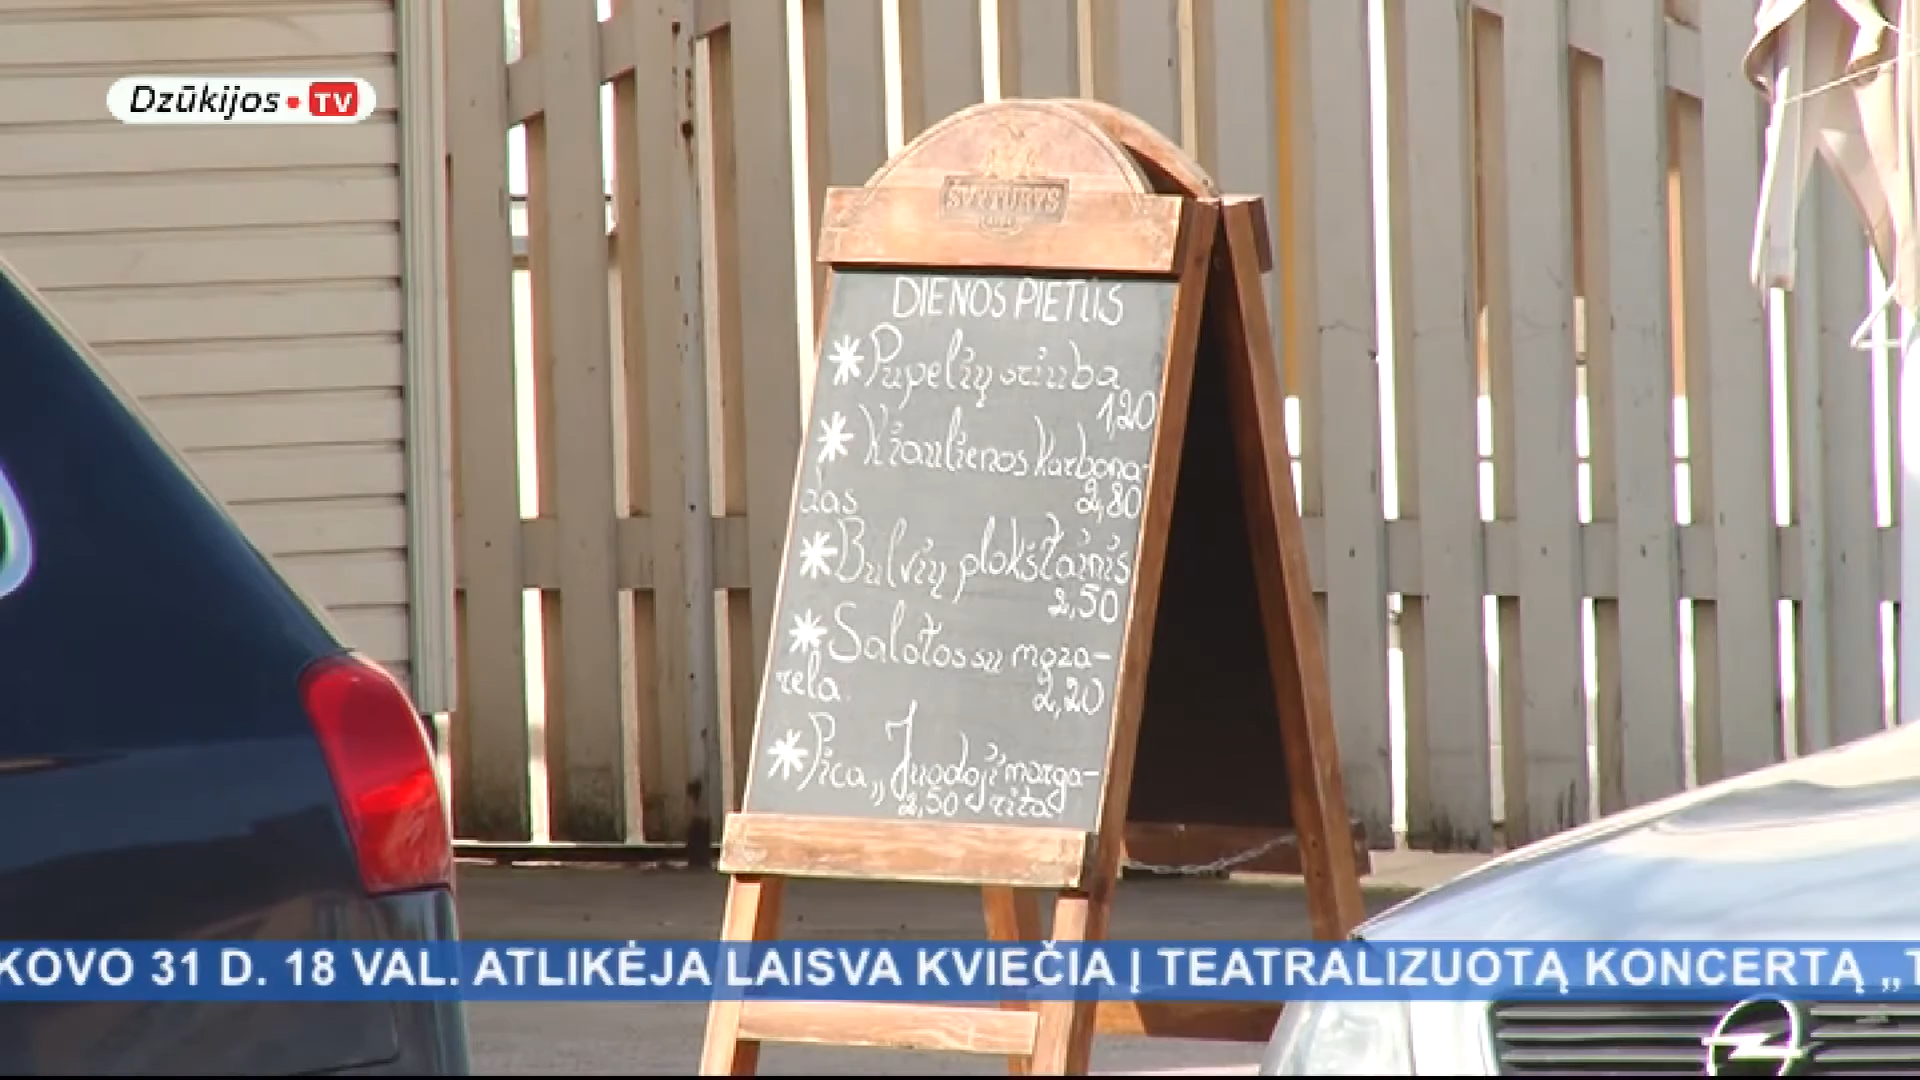 Dzūkijos TV
ŠVYTURYS
DIENOS PIETUS
*Pupelių sriuba
1,20
*Kiaulienos karbona-
das 2,80
*Bulvių plokštainis
2,50
*Salotos su moza-
rela 2,20
*Pica „Juodoji marga-
2,50 rita"
KOVO 31 D. 18 VAL. ATLIKĖJA LAISVA KVIEČIA Į TEATRALIZUOTĄ KONCERTĄ „T